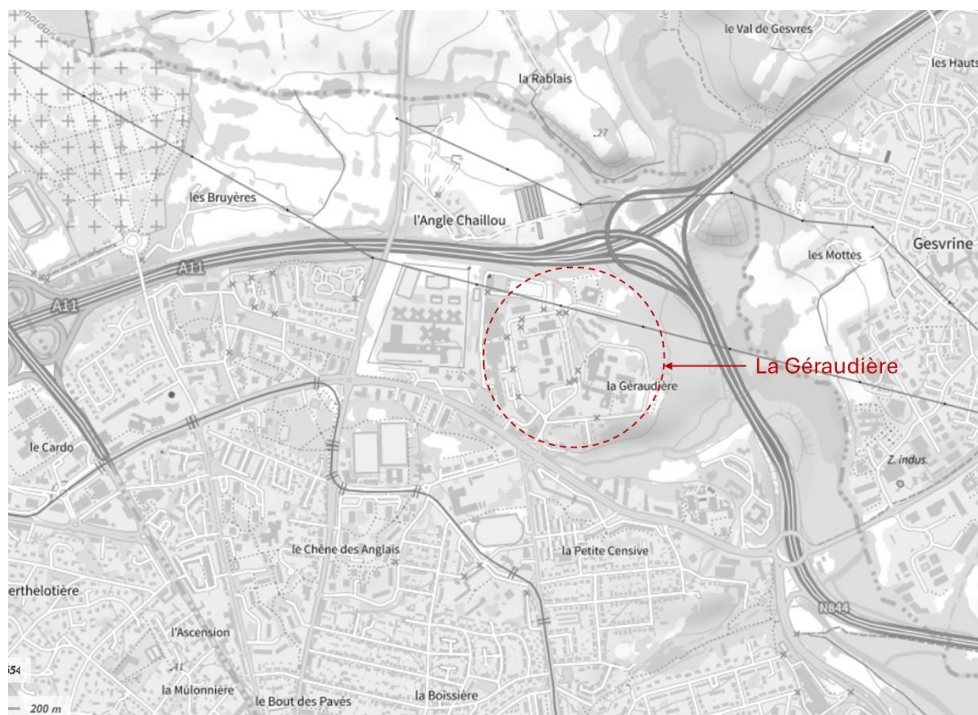 le Val de Gesvres
les Hauts
la Rablais
27
les Bruyères
l'Angle Chaillou
Gesvrine
les Mottes
A11
A11
La Géraudière
la Géraudière
le Cardo
Z. indus.
le Chêne des Anglais
la Petite Censive
erthelotière
N844
l'Ascension
41
la Mulonnière
la Boissière
le Bout des Pavés
200 m